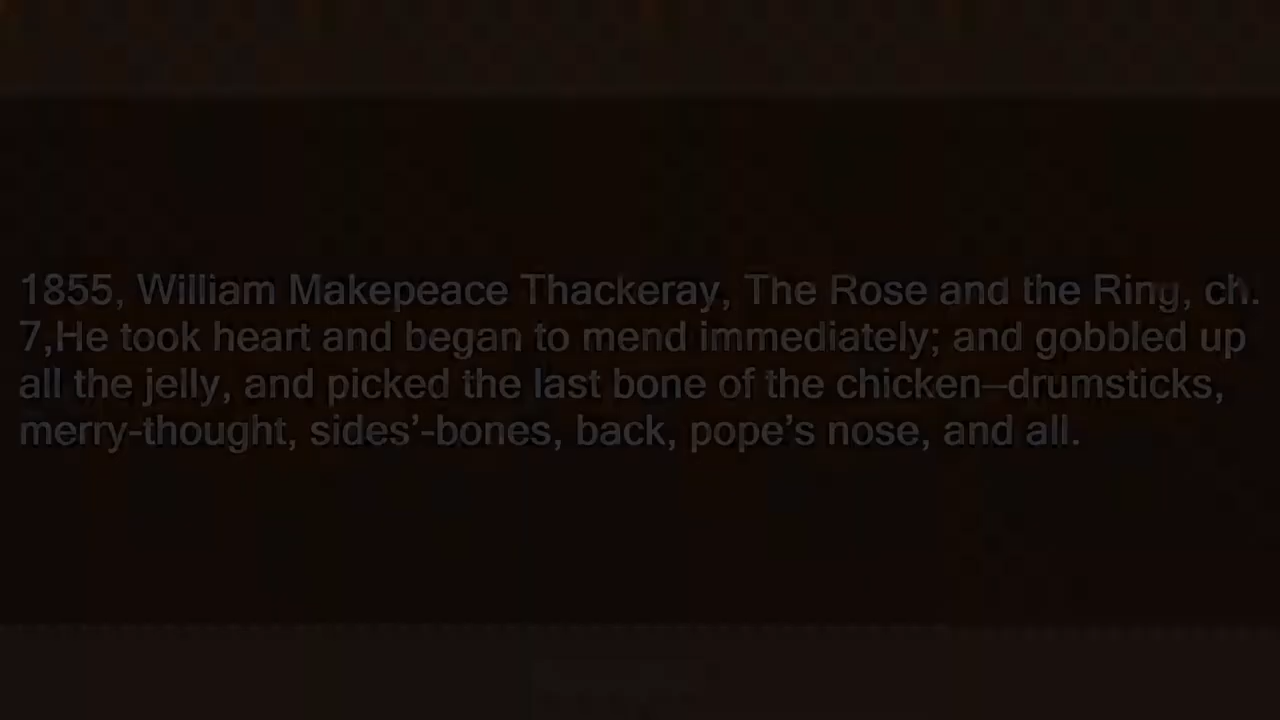 1855, William Makepeace Thackeray, The Rose and the Ring, ch.
7,He took heart and began to mend immediately; and gobbled up
all the jelly, and picked the last bone of the chicken—drumsticks,
merry-thought, sides’-bones, back, pope’s nose, and all.